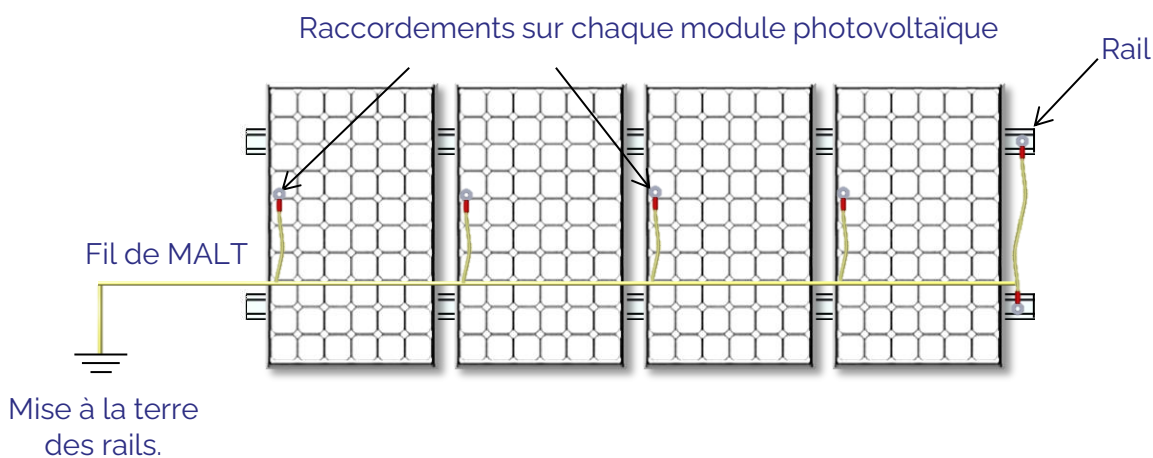 Raccordements sur chaque module photovoltaïque
Rail
Fil de MALT
Mise à la terre
des rails.